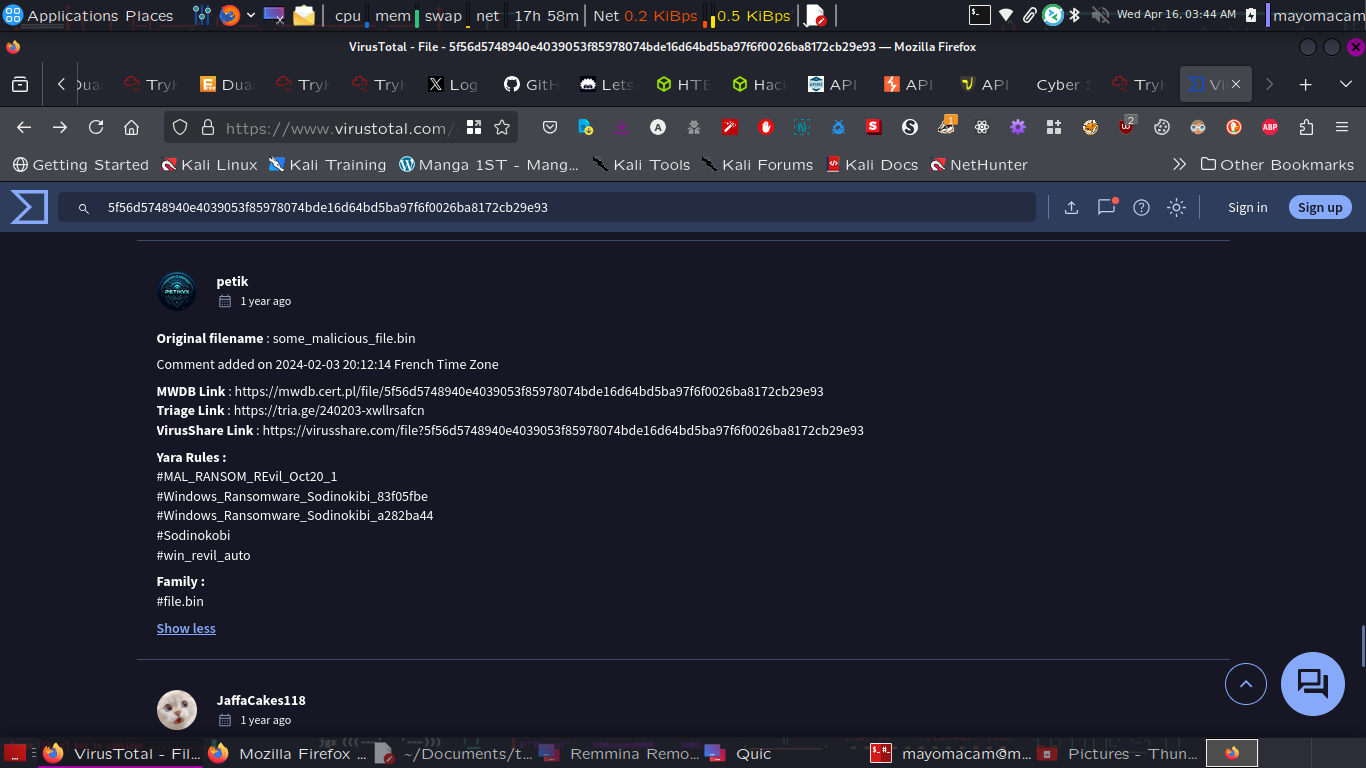 Applications Places cpu mem swap net 17h 58m Net 0.2 KiBps 0.5 KiBps Wed Apr 16, 03:44 AM mayomacam
VirusTotal - File - 5f56d5748940e4039053f85978074bde16d64bd5ba97f6f0026ba8172cb29e93 — Mozilla Firefox
Dua TryH Dua TryH TryH Log GitH Lets HTB Hac API API API Cyber TryH Vi
https://www.virustotal.com/ 1 2 ABP
Getting Started Kali Linux Kali Training Manga 1ST - Mang... Kali Tools Kali Forums Kali Docs NetHunter Other Bookmarks
5f56d5748940e4039053f85978074bde16d64bd5ba97f6f0026ba8172cb29e93 Sign in Sign up
PETIKVX
petik
1 year ago
Original filename : some_malicious_file.bin
Comment added on 2024-02-03 20:12:14 French Time Zone
MWDB Link : https://mwdb.cert.pl/file/5f56d5748940e4039053f85978074bde16d64bd5ba97f6f0026ba8172cb29e93
Triage Link : https://tria.ge/240203-xwllrsafcn
VirusShare Link : https://virusshare.com/file?5f56d5748940e4039053f85978074bde16d64bd5ba97f6f0026ba8172cb29e93
Yara Rules :
#MAL_RANSOM_REvil_Oct20_1
#Windows_Ransomware_Sodinokibi_83f05fbe
#Windows_Ransomware_Sodinokibi_a282ba44
#Sodinokobi
#win_revil_auto
Family :
#file.bin
Show less
JaffaCakes118
1 year ago
VirusTotal - Fil... Mozilla Firefox ... ~/Documents/t... Remmina Remo... Quic mayomacam@m... Pictures - Thun...